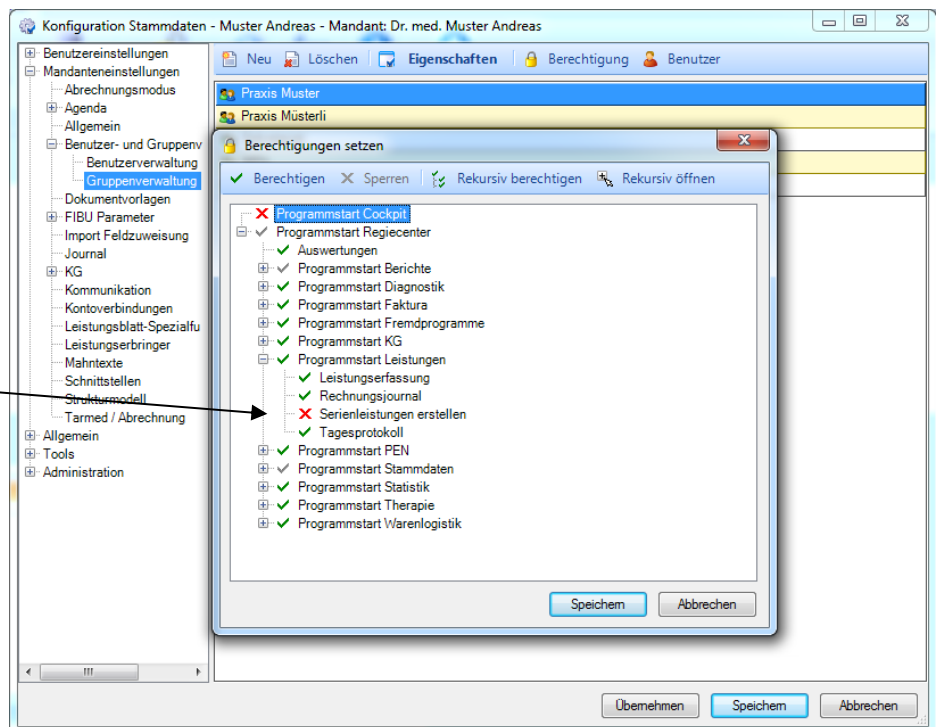 Konfiguration Stammdaten - Muster Andreas - Mandant: Dr. med. Muster Andreas
Benutzereinstellungen
Mandanteneinstellungen
Abrechnungsmodus
Agenda
Allgemein
Benutzer- und Gruppenv
Benutzerverwaltung
Gruppenverwaltung
Dokumentvorlagen
FIBU Parameter
Import Feldzuweisung
Journal
KG
Kommunikation
Kontoverbindungen
Leistungsblatt-Spezialfu
Leistungserbringer
Mahntexte
Schnittstellen
Strukturmodell
Tarmed / Abrechnung
Allgemein
Tools
Administration
Neu Löschen Eigenschaften Berechtigung Benutzer
Praxis Muster
Praxis Müsterli
Berechtigungen setzen
Berechtigen Sperren Rekursiv berechtigen Rekursiv öffnen
Programmstart Cockpit
Programmstart Regiecenter
Auswertungen
Programmstart Berichte
Programmstart Diagnostik
Programmstart Faktura
Programmstart Fremdprogramme
Programmstart KG
Programmstart Leistungen
Leistungserfassung
Rechnungsjournal
Serienleistungen erstellen
Tagesprotokoll
Programmstart PEN
Programmstart Stammdaten
Programmstart Statistik
Programmstart Therapie
Programmstart Warenlogistik
Speichern Abbrechen
Übernehmen Speichern Abbrechen